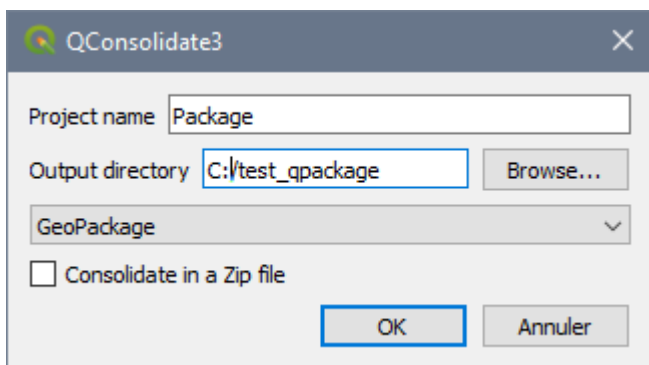 QConsolidate3
Project name Package
Output directory C:/test_qpackage Browse...
GeoPackage
Consolidate in a Zip file
OK Annuler